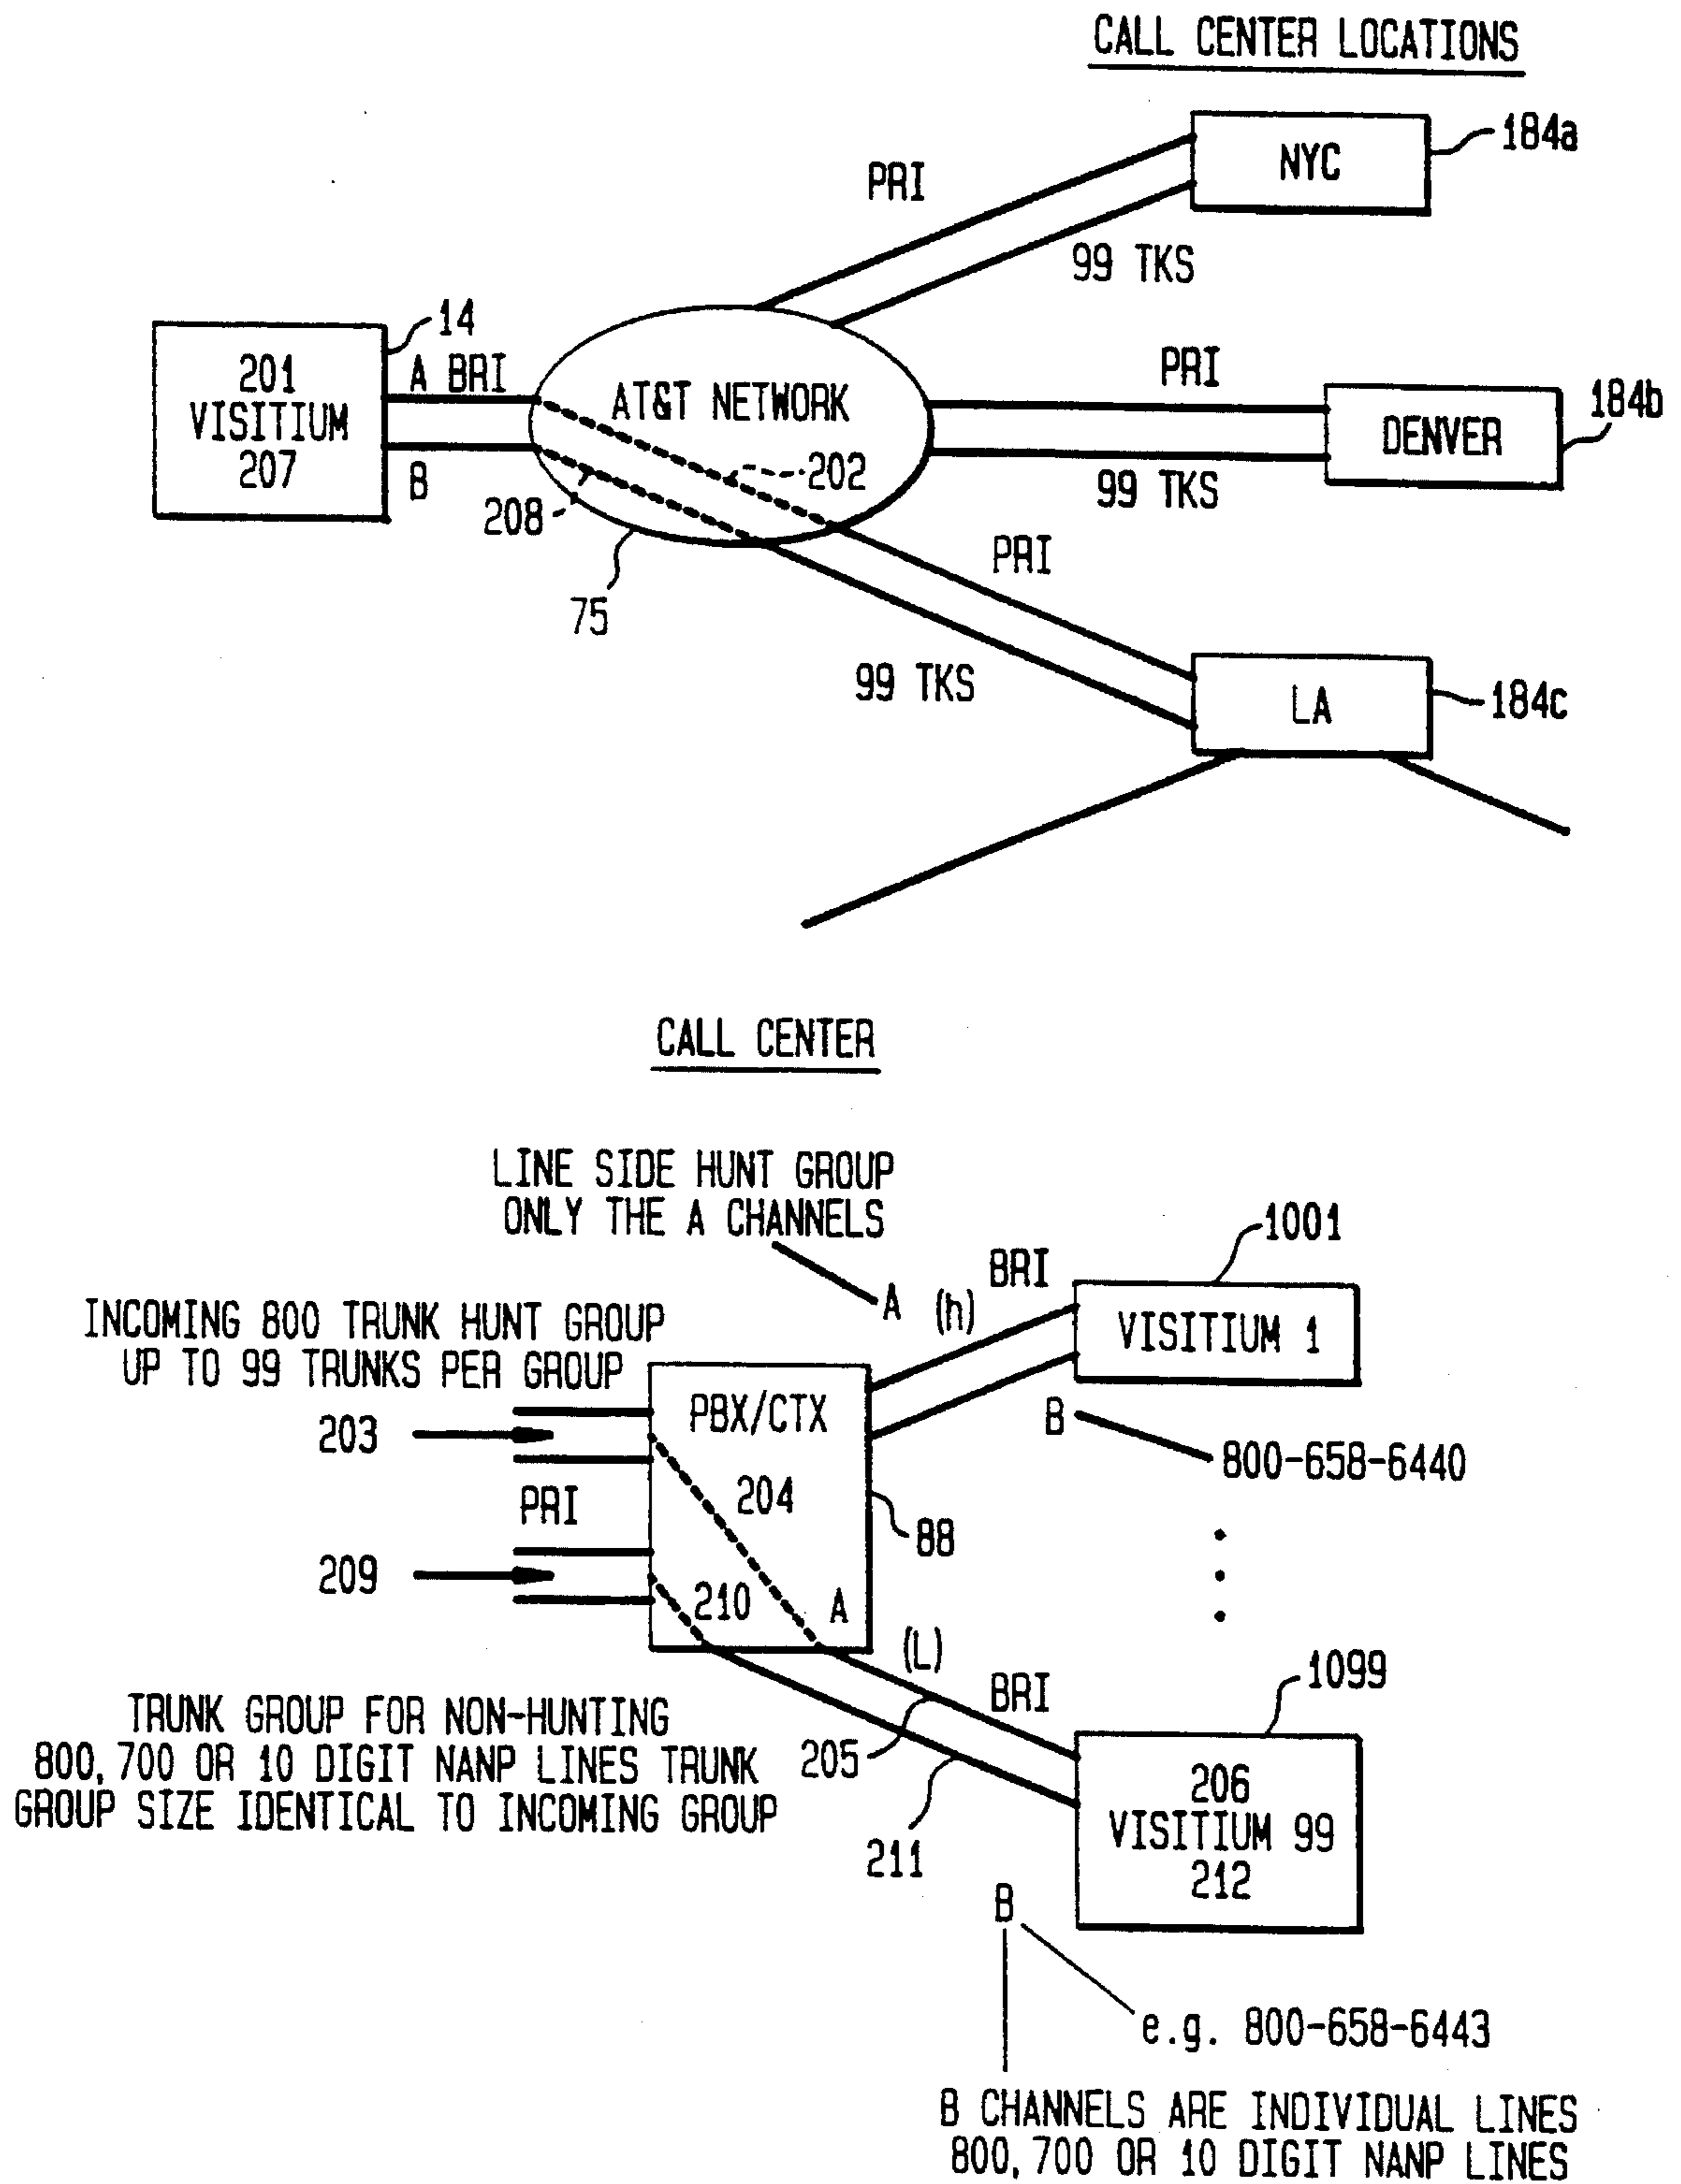 CALL CENTER LOCATIONS
NYC
184a
PRI
99 TKS
14
201
VISITIUM
207
A BRI
B
AT&T NETWORK
202
208
75
PRI
99 TKS
DENVER
184b
PRI
99 TKS
LA
184c
CALL CENTER
LINE SIDE HUNT GROUP
ONLY THE A CHANNELS
A (h)
BRI
1001
VISITIUM 1
INCOMING 800 TRUNK HUNT GROUP
UP TO 99 TRUNKS PER GROUP
203
PRI
209
PBX/CTX
204
210
A
88
B
800-658-6440
(L)
BRI
205
211
1099
206
VISITIUM 99
212
TRUNK GROUP FOR NON-HUNTING
800, 700 OR 10 DIGIT NANP LINES TRUNK
GROUP SIZE IDENTICAL TO INCOMING GROUP
B
e.g. 800-658-6443
B CHANNELS ARE INDIVIDUAL LINES
800, 700 OR 10 DIGIT NANP LINES